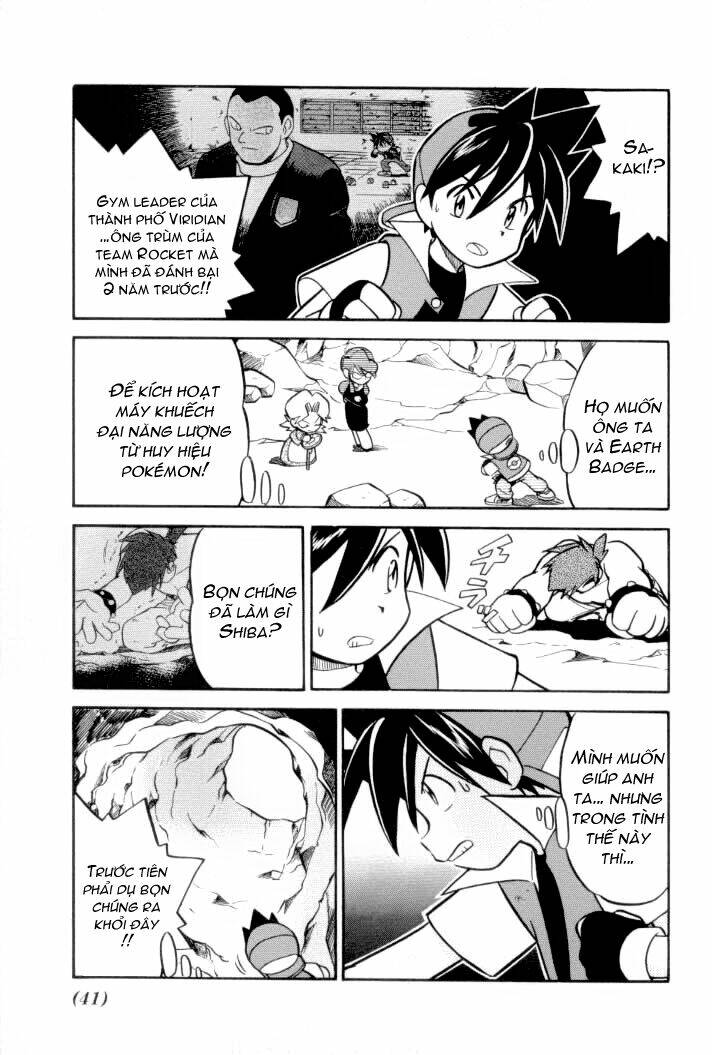 SA-
KAKI!?
GYM LEADER CỦA
THÀNH PHỐ VIRIDIAN
...ÔNG TRÙM CỦA
TEAM ROCKET MÀ
MÌNH ĐÃ ĐÁNH BẠI
2 NĂM TRƯỚC!!
HỌ MUỐN
ÔNG TA
VÀ EARTH
BADGE...
ĐỂ KÍCH HOẠT
MÁY KHUẾCH
ĐẠI NĂNG LƯỢNG
TỪ HUY HIỆU
POKÉMON!
チラ
BỌN CHÚNG
ĐÃ LÀM GÌ
SHIBA?
MÌNH MUỐN
GIÚP ANH
TA... NHƯNG
TRONG TÌNH
THẾ NÀY
THÌ...
TRƯỚC TIÊN
PHẢI DỤ BỌN
CHÚNG RA
KHỎI ĐÂY
!!
(41)